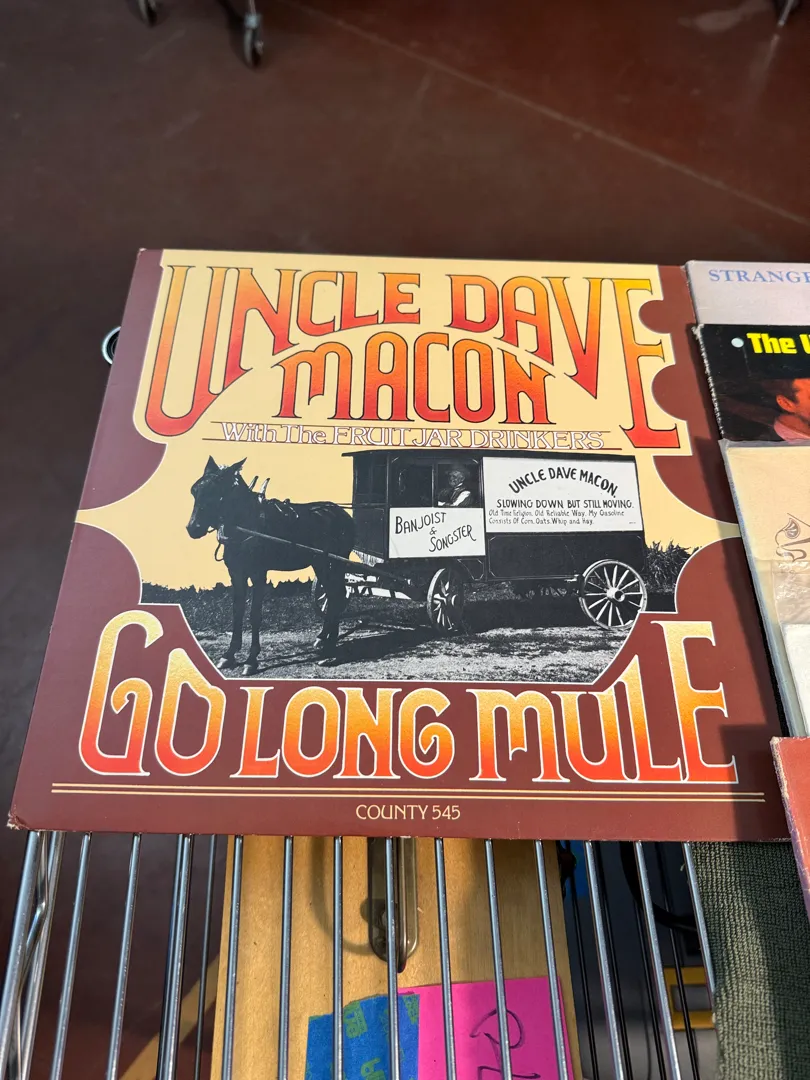 UNCLE DAVE
MACON
With The FRUIT JAR DRINKERS
UNCLE DAVE MACON.
SLOWING DOWN BUT STILL MOVING.
Old Time Religion. Old Reliable Way. My Gasoline
Consists Of Corn, Oats, Whip and Hay.
BANJOIST
&
SONGSTER
GO LONG MULE
COUNTY 545
STRANGE
The